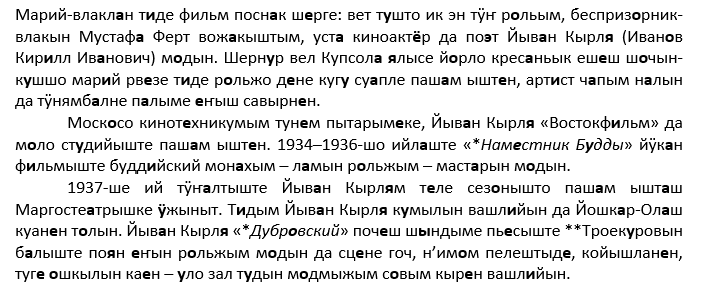 Марий-влаклан тиде фильм поснак шерге: вет тушто ик эн тӱҥ рольым, беспризорник-
влакын Мустафа Ферт вожакыштым, уста киноактёр да поэт Йыван Кырля (Иванов
Кирилл Иванович) модын. Шернур вел Купсола ялысе йорло кресаньык ешеш шочын-
кушшо марий рвезе тиде рольжо дене кугу суапле пашам ыштен, артист чапым налын
да тӱнямбалне палыме еҥыш савырнен.
Москосо кинотехникумым тунем пытарымеке, Йыван Кырля «Востокфильм» да
моло студийыште пашам ыштен. 1934–1936-шо ийлаште «*Наместник Будды» йӱкан
фильмыште буддийский монахым – ламын рольжым – мастарын модын.
1937-ше ий тӱҥалтыште Йыван Кырлям теле сезонышто пашам ышташ
Маргостеатрышке ӱжыныт. Тидым Йыван Кырля кумылын вашлийын да Йошкар-Олаш
куанен толын. Йыван Кырля «*Дубровский» почеш шындыме пьесыште **Троекуровын
балыште поян еҥын рольжым модын да сцене гоч, н’имом пелештыде, койышланен,
туге ошкылын каен – уло зал тудын модмыжым совым кырен вашлийын.